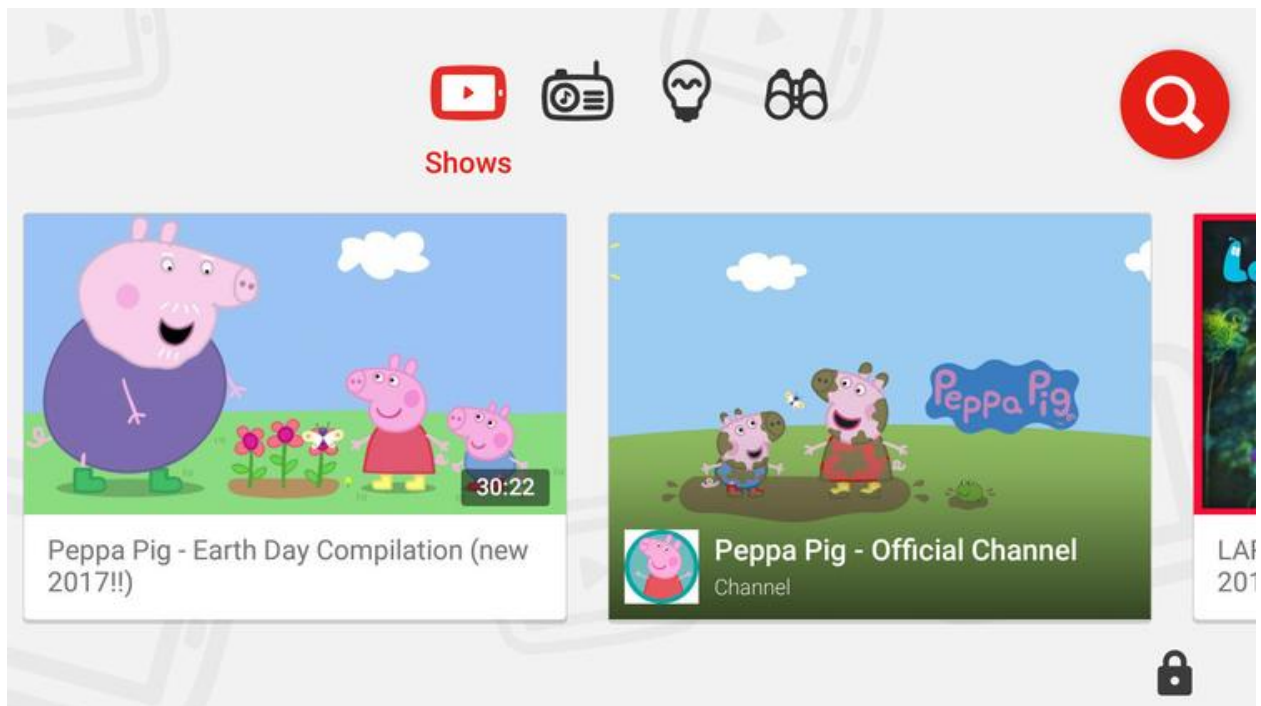 Shows
30:22
Peppa Pig - Earth Day Compilation (new
2017!!)
Peppa Pig
Peppa Pig - Official Channel
Channel